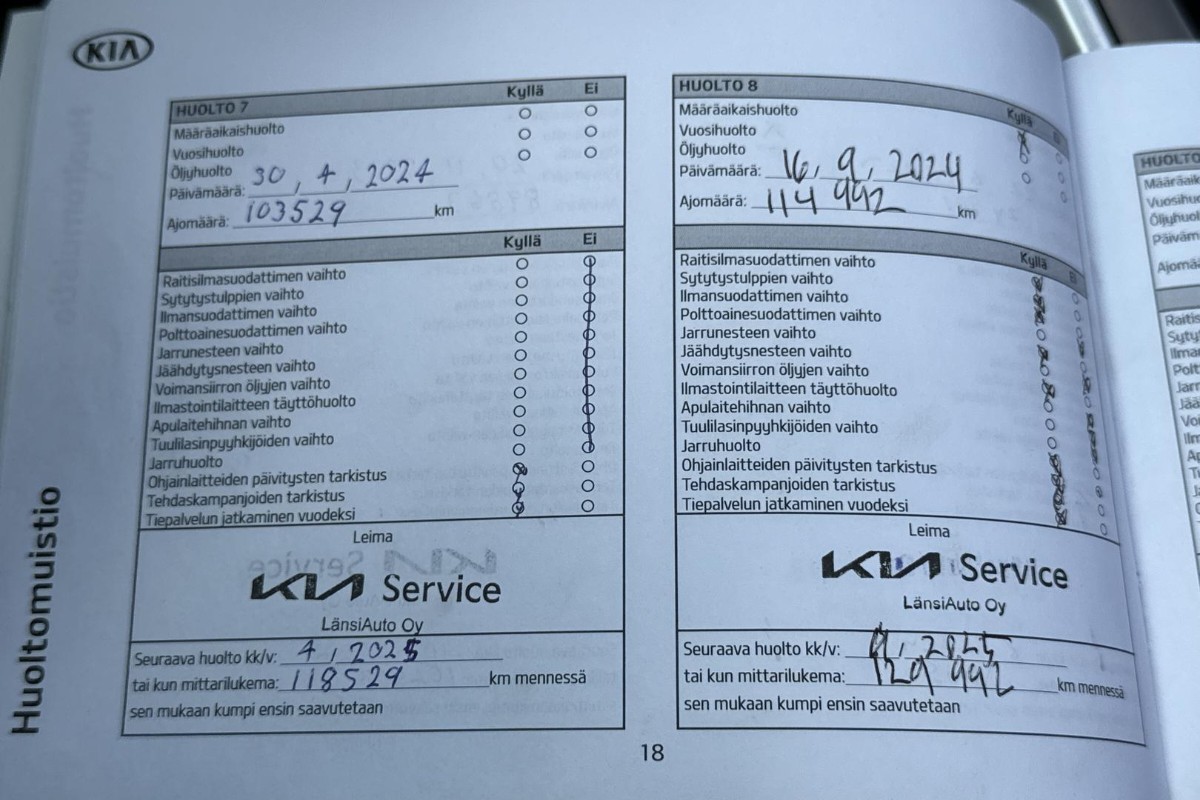 KIA
HUOLTO 7 Kyllä Ei
Määräaikaishuolto
Vuosihuolto
Öljyhuolto
Päivämäärä: 30, 4, 2024
Ajomäärä: 103529 km
Kyllä Ei
Raitisilmasuodattimen vaihto
Sytytystulppien vaihto
Ilmansuodattimen vaihto
Polttoainesuodattimen vaihto
Jarrunesteen vaihto
Jäähdytysnesteen vaihto
Voimansiirron öljyjen vaihto
Ilmastointilaitteen täyttöhuolto
Apulaitehihnan vaihto
Tuulilasinpyyhkijöiden vaihto
Jarruhuolto
Ohjainlaitteiden päivitysten tarkistus
Tehdaskampanjoiden tarkistus
Tiepalvelun jatkaminen vuodeksi
Leima
KIA Service
LänsiAuto Oy
Seuraava huolto kk/v: 4, 2025
tai kun mittarilukema: 118529 km mennessä
sen mukaan kumpi ensin saavutetaan
HUOLTO 8 Kyllä
Määräaikaishuolto
Vuosihuolto
Öljyhuolto
Päivämäärä: 16, 9, 2024
Ajomäärä: 114 992 km
Kyllä Ei
Raitisilmasuodattimen vaihto
Sytytystulppien vaihto
Ilmansuodattimen vaihto
Polttoainesuodattimen vaihto
Jarrunesteen vaihto
Jäähdytysnesteen vaihto
Voimansiirron öljyjen vaihto
Ilmastointilaitteen täyttöhuolto
Apulaitehihnan vaihto
Tuulilasinpyyhkijöiden vaihto
Jarruhuolto
Ohjainlaitteiden päivitysten tarkistus
Tehdaskampanjoiden tarkistus
Tiepalvelun jatkaminen vuodeksi
Leima
KIA Service
LänsiAuto Oy
Seuraava huolto kk/v: 9, 2025
tai kun mittarilukema: 129 992 km mennessä
sen mukaan kumpi ensin saavutetaan
Huoltomuistio
18